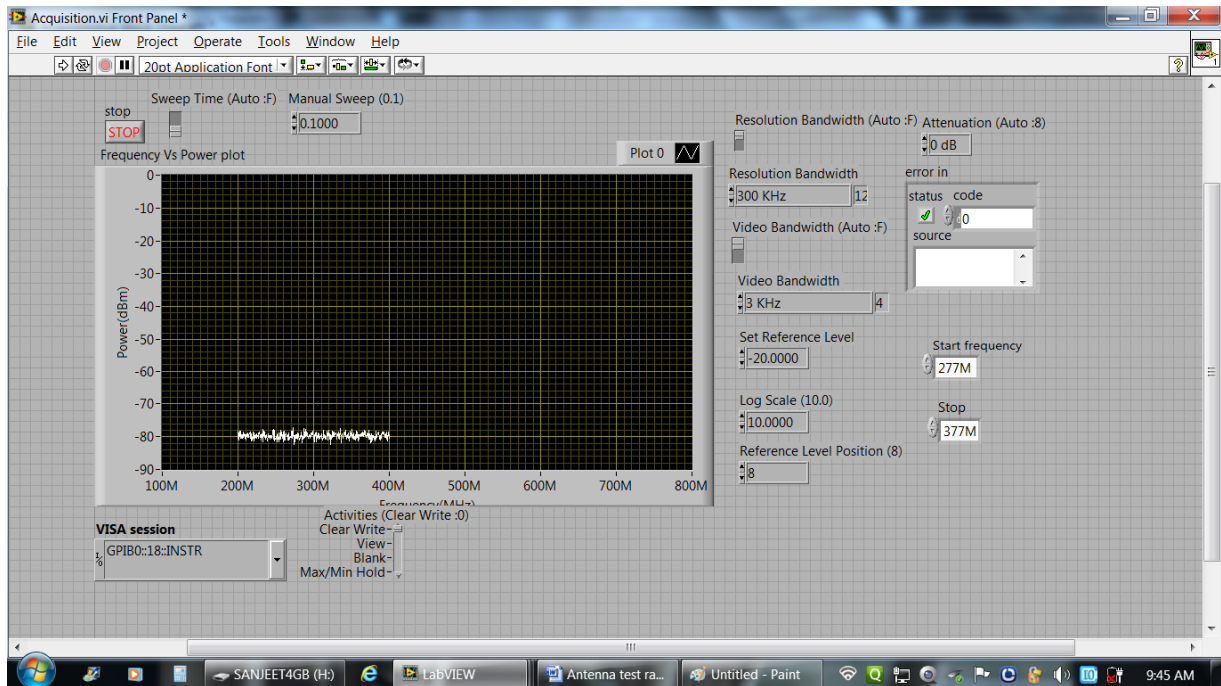 Acquisition.vi Front Panel *
File Edit View Project Operate Tools Window Help
20pt Application Font
1
stop
STOP
Sweep Time (Auto :F)
Manual Sweep (0.1)
0.1000
Frequency Vs Power plot
Plot 0
Power(dBm)
0
-10
-20
-30
-40
-50
-60
-70
-80
-90
100M 200M 300M 400M 500M 600M 700M 800M
Frequency(MHz)
Resolution Bandwidth (Auto :F)
Attenuation (Auto :8)
0 dB
Resolution Bandwidth
300 KHz 12
error in
status code
0
source
Video Bandwidth (Auto :F)
Video Bandwidth
3 KHz 4
Set Reference Level
-20.0000
Start frequency
277M
Log Scale (10.0)
10.0000
Stop
377M
Reference Level Position (8)
8
VISA session
GPIB0::18::INSTR
Activities (Clear Write :0)
Clear Write
View
Blank
Max/Min Hold
SANJEET4GB (H:)
LabVIEW
Antenna test ra...
Untitled - Paint
9:45 AM